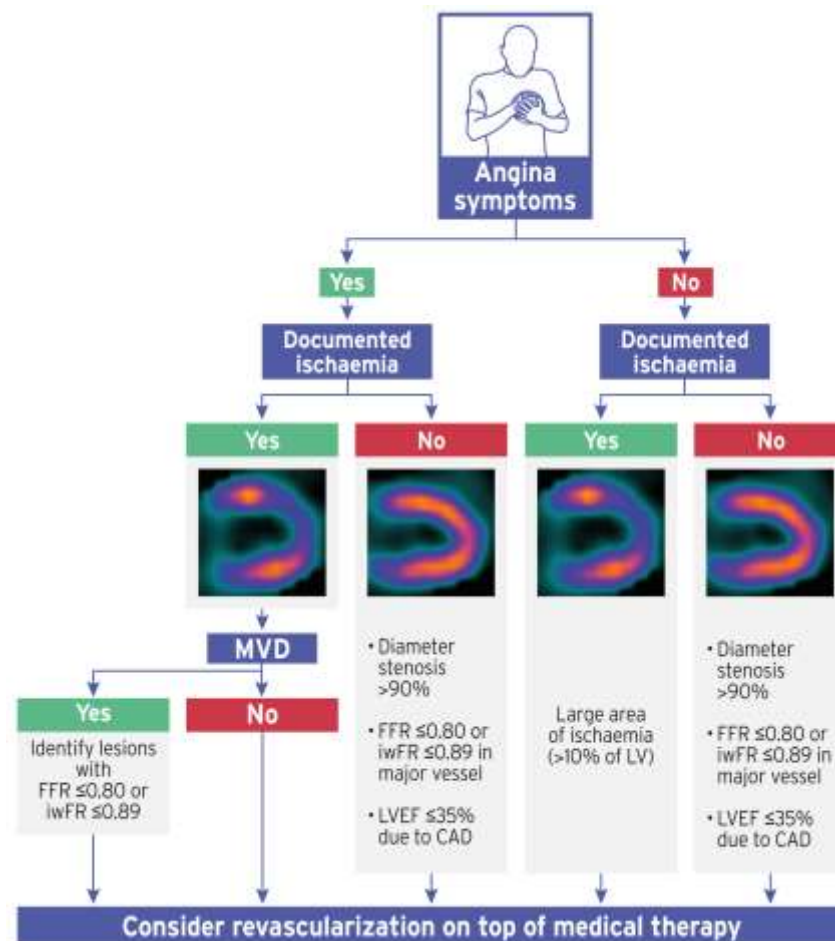 Angina
symptoms
Yes
No
Documented
ischaemia
Documented
ischaemia
Yes
No
Yes
No
MVD
Yes
No
Identify lesions
with
FFR ≤0.80 or
iwFR ≤0.89
• Diameter
stenosis
>90%
• FFR ≤0.80 or
iwFR ≤0.89 in
major vessel
• LVEF ≤35%
due to CAD
Large area
of ischaemia
(>10% of LV)
• Diameter
stenosis
>90%
• FFR ≤0.80 or
iwFR ≤0.89 in
major vessel
• LVEF ≤35%
due to CAD
Consider revascularization on top of medical therapy